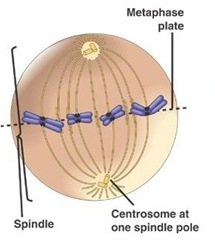 Metaphase
plate
Spindle
Centrosome at
one spindle pole